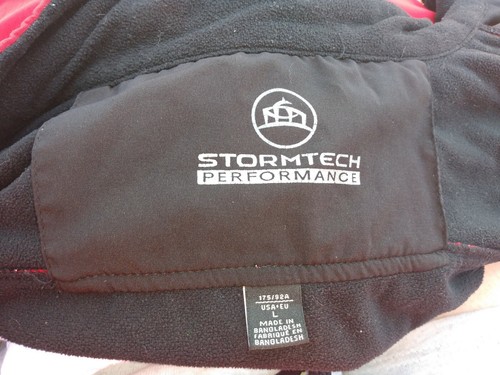 STORMTECH
PERFORMANCE
175/92A
USA+EU
L
MADE IN
BANGLADESH
FABRIQUÉ EN
BANGLADESH